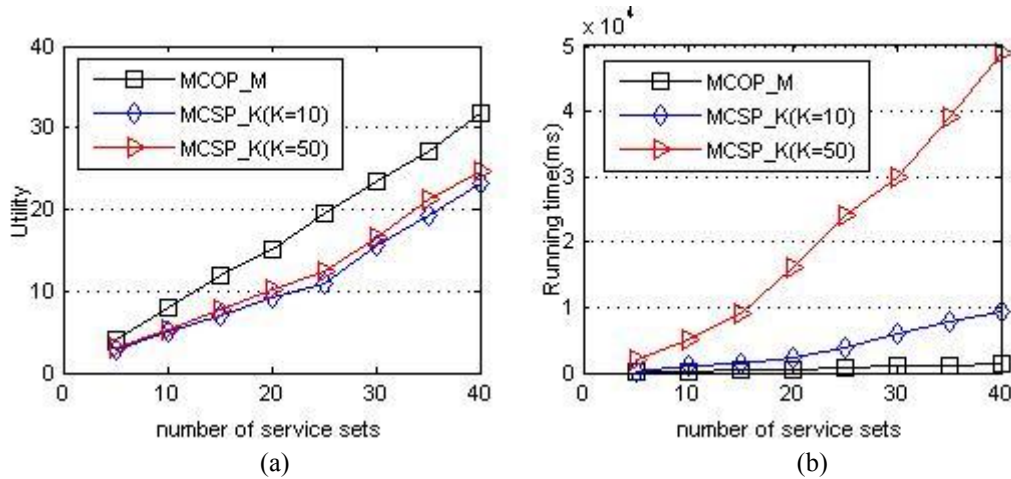 40
30
20
10
0
Utility
MCOP_M
MCSP_K(K=10)
MCSP_K(K=50)
0 10 20 30 40
number of service sets
(a)
x 10
5
4
3
2
1
0
Running time(ms)
MCOP_M
MCSP_K(K=10)
MCSP_K(K=50)
0 10 20 30 40
number of service sets
(b)